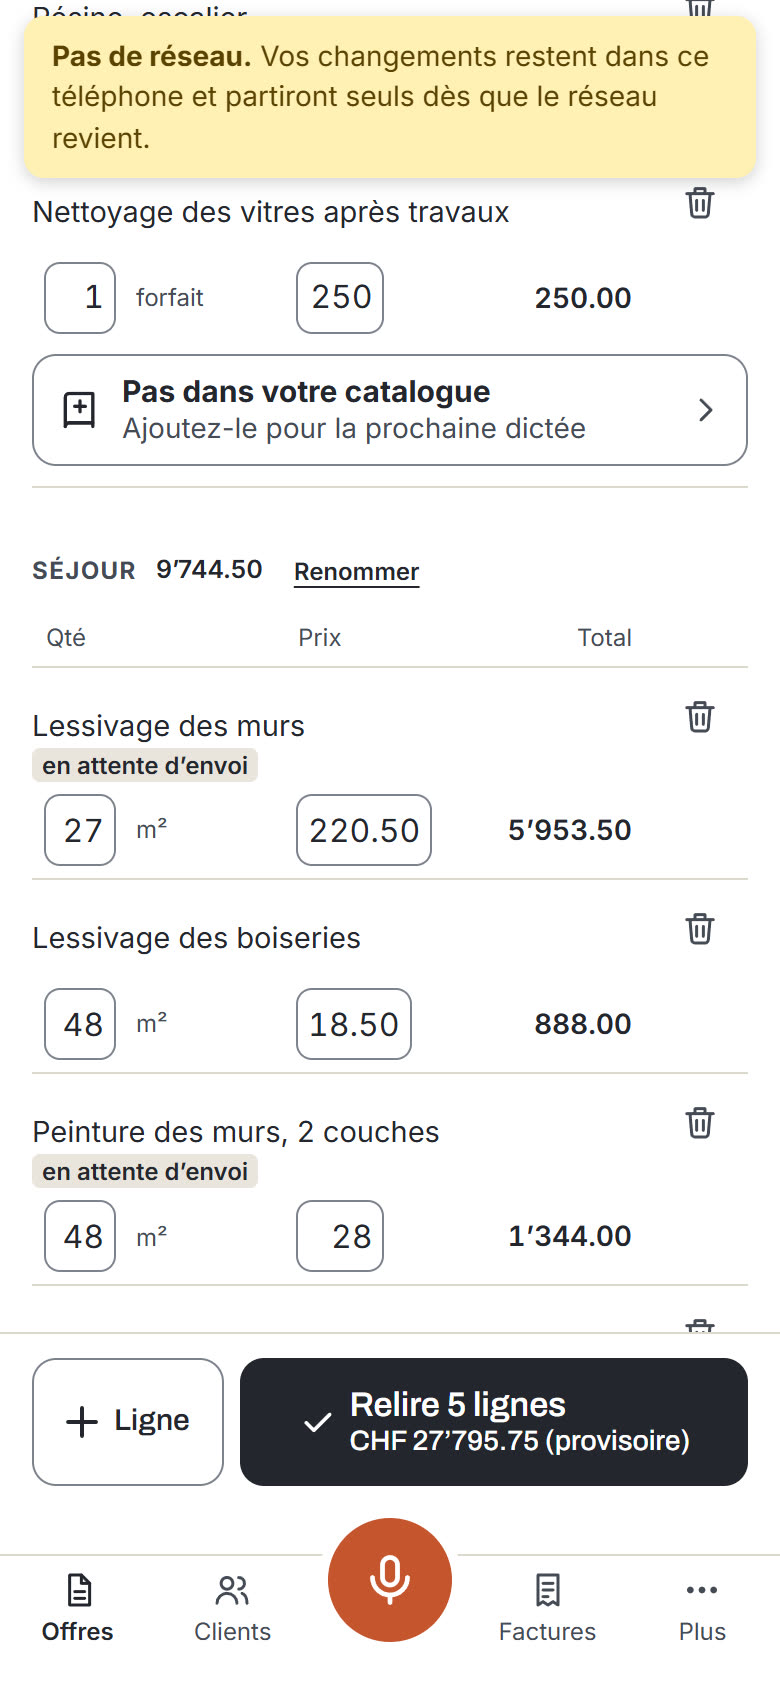 Pas de réseau. Vos changements restent dans ce
téléphone et partiront seuls dès que le réseau
revient.
Nettoyage des vitres après travaux
1 forfait 250 250.00
Pas dans votre catalogue
Ajoutez-le pour la prochaine dictée
SÉJOUR 9’744.50 Renommer
Qté Prix Total
Lessivage des murs
en attente d’envoi
27 m² 220.50 5’953.50
Lessivage des boiseries
48 m² 18.50 888.00
Peinture des murs, 2 couches
en attente d’envoi
48 m² 28 1’344.00
Ligne
Relire 5 lignes
CHF 27’795.75 (provisoire)
Offres Clients Factures Plus